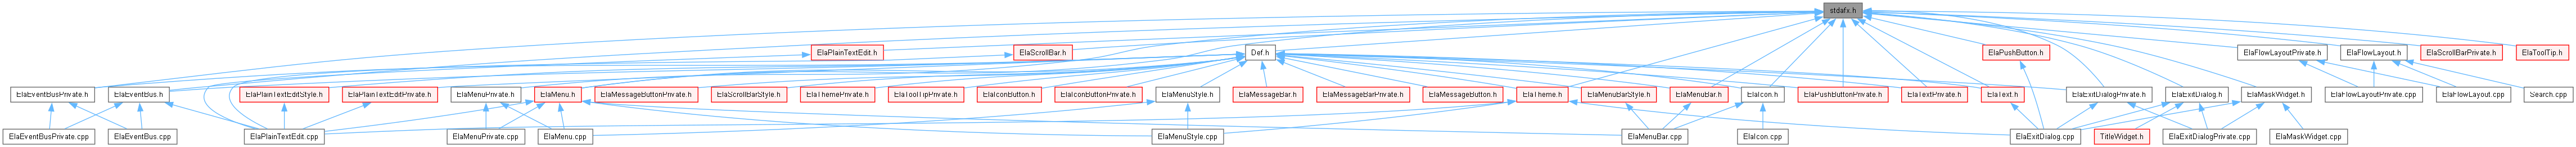 stdafx.h
ElaPlainTextEdit.h
ElaScrollBar.h
Def.h
ElaPushButton.h
ElaFlowLayoutPrivate.h
ElaFlowLayout.h
ElaScrollBarPrivate.h
ElaToolTip.h
ElaEventBusPrivate.h
ElaEventBus.h
ElaPlainTextEditStyle.h
ElaPlainTextEditPrivate.h
ElaMenuPrivate.h
ElaMenu.h
ElaMessageButtonPrivate.h
ElaScrollBarStyle.h
ElaThemePrivate.h
ElaToolTipPrivate.h
ElaIconButton.h
ElaIconButtonPrivate.h
ElaMenuStyle.h
ElaMessageBar.h
ElaMessageBarPrivate.h
ElaMessageButton.h
ElaTheme.h
ElaMenuBarStyle.h
ElaMenuBar.h
ElaIcon.h
ElaPushButtonPrivate.h
ElaTextPrivate.h
ElaText.h
ElaExitDialogPrivate.h
ElaExitDialog.h
ElaMaskWidget.h
ElaFlowLayoutPrivate.cpp
ElaFlowLayout.cpp
Search.cpp
ElaEventBusPrivate.cpp
ElaEventBus.cpp
ElaPlainTextEdit.cpp
ElaMenuPrivate.cpp
ElaMenu.cpp
ElaMenuStyle.cpp
ElaMenuBar.cpp
ElaIcon.cpp
ElaExitDialog.cpp
TitleWidget.h
ElaExitDialogPrivate.cpp
ElaMaskWidget.cpp